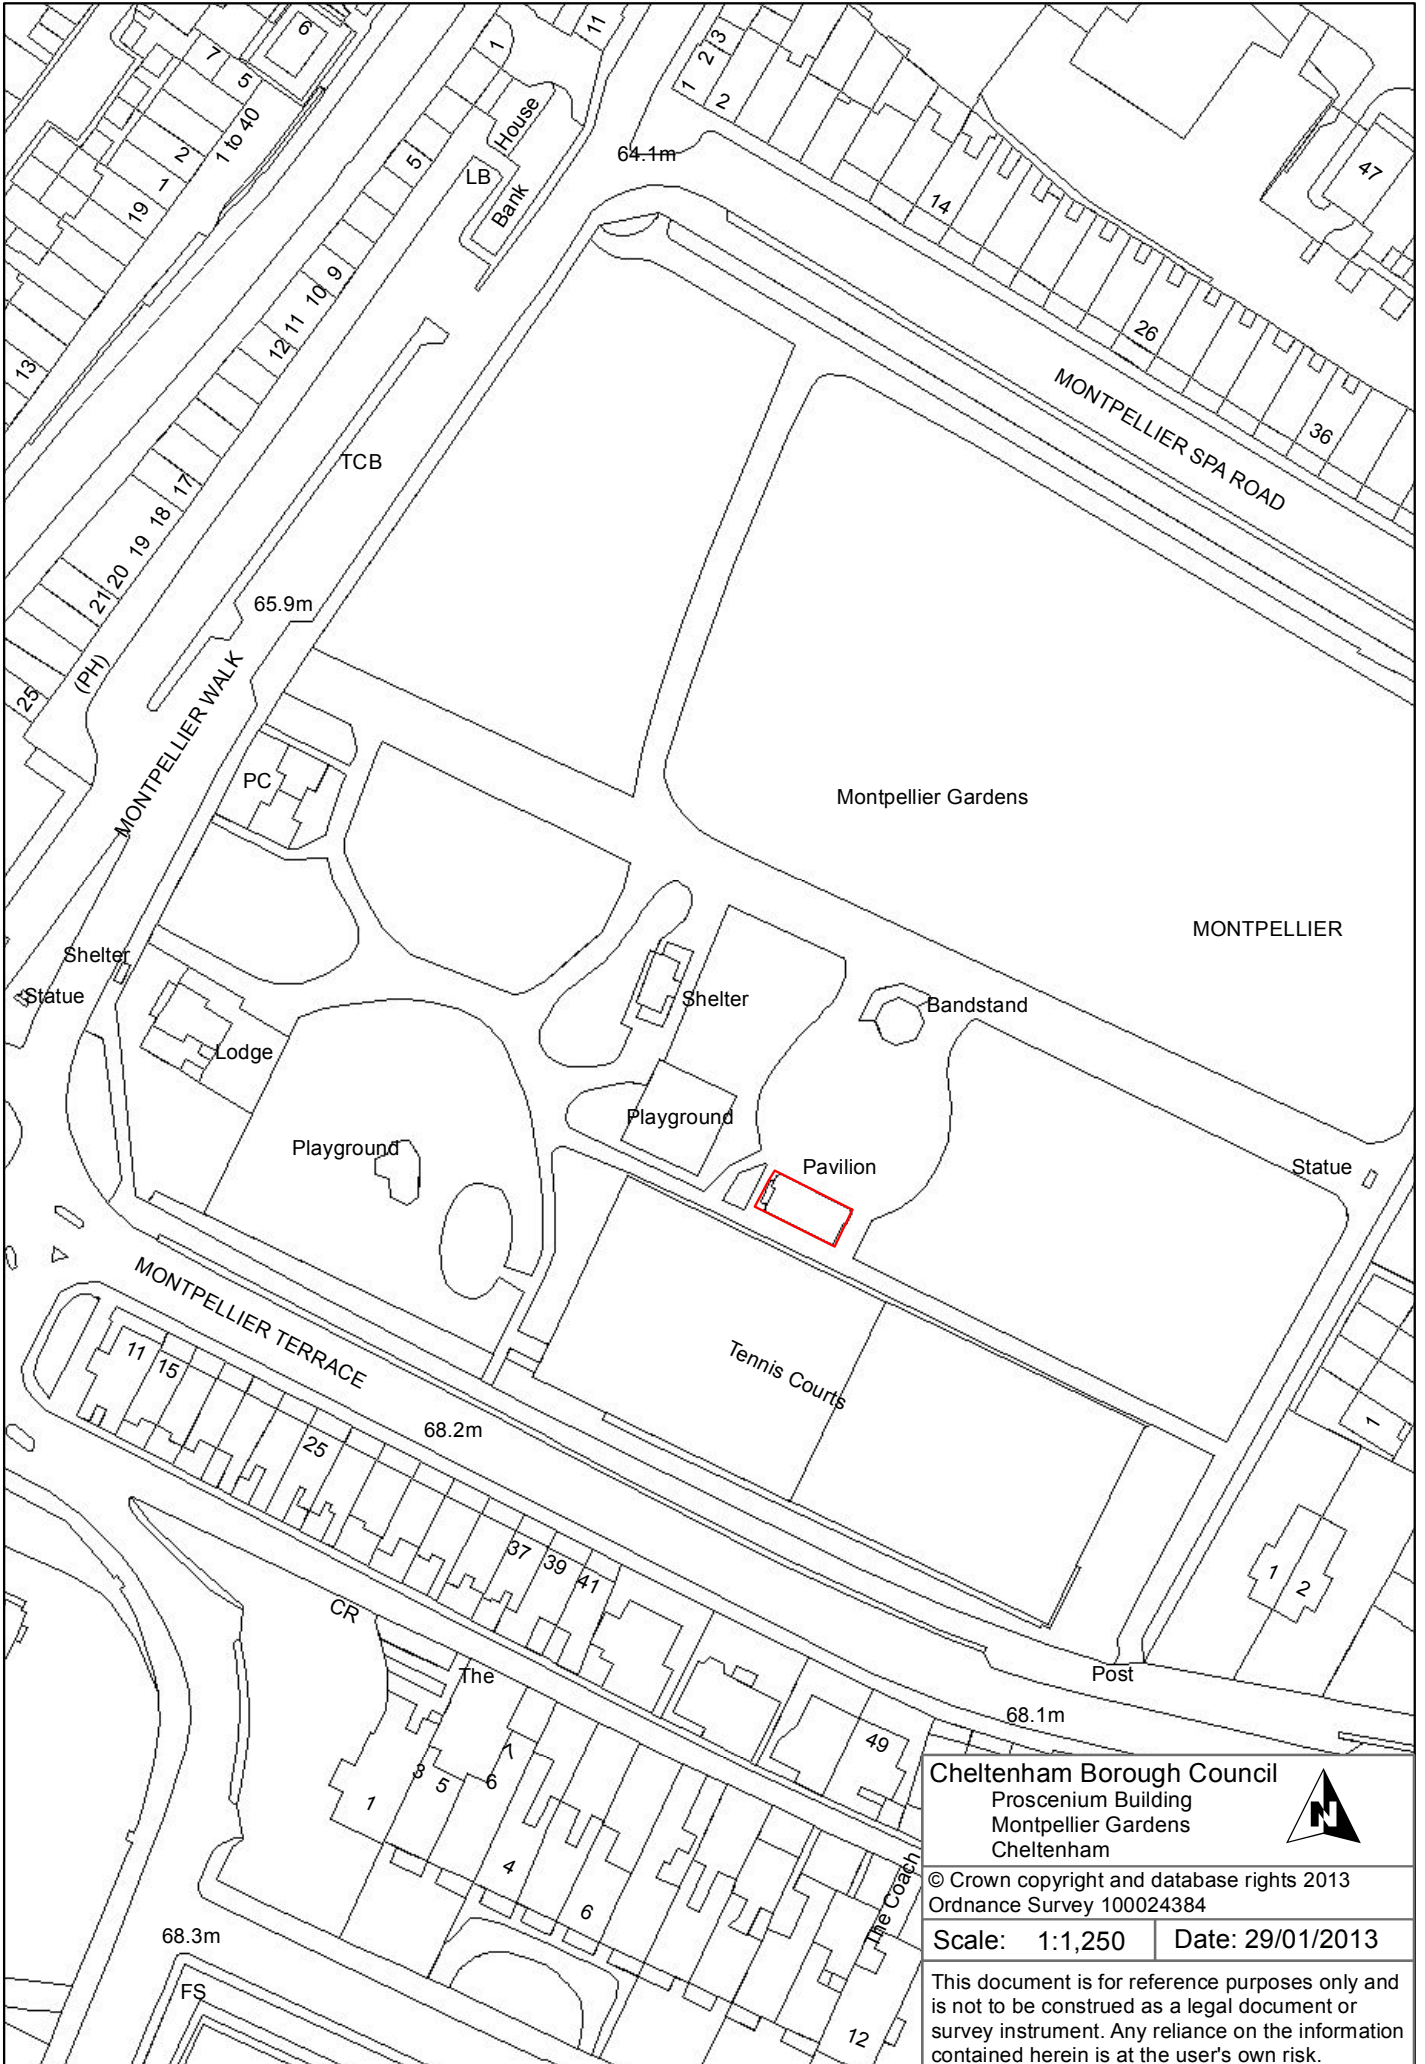 6
7
5
1 to 40
2
1
19
13
1
House
5
LB
Bank
11
9
10
11
12
17
18
19
20
21
(PH)
25
1
2
3
2
64.1m
14
26
36
47
MONTPELLIER SPA ROAD
TCB
65.9m
MONTPELLIER WALK
PC
Montpellier Gardens
MONTPELLIER
Shelter
Statue
Lodge
Shelter
Bandstand
Playground
Playground
Pavilion
Statue
MONTPELLIER TERRACE
Tennis Courts
11
15
25
68.2m
37
39
41
1
1
2
CR
The
Post
68.1m
49
1
3
5
6
7
4
6
The Coach
12
68.3m
FS
Cheltenham Borough Council
Proscenium Building
Montpellier Gardens
Cheltenham
N
© Crown copyright and database rights 2013
Ordnance Survey 100024384
Scale: 1:1,250
Date: 29/01/2013
This document is for reference purposes only and
is not to be construed as a legal document or
survey instrument. Any reliance on the information
contained herein is at the user's own risk.